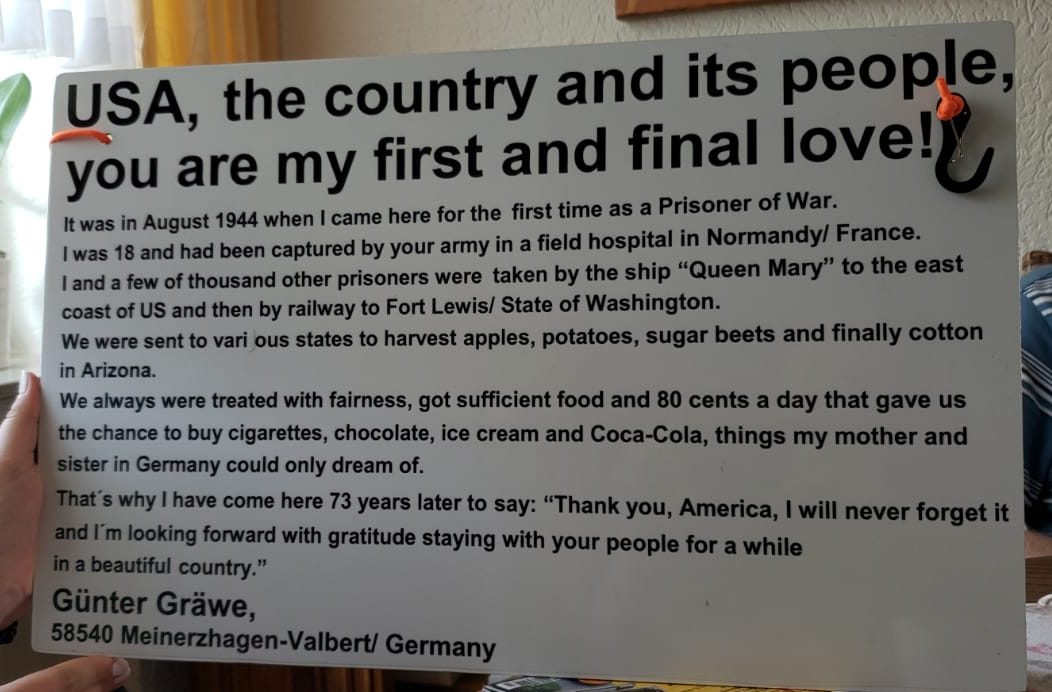 USA, the country and its people,
you are my first and final love!
It was in August 1944 when I came here for the first time as a Prisoner of War.
I was 18 and had been captured by your army in a field hospital in Normandy/ France.
I and a few of thousand other prisoners were taken by the ship “Queen Mary” to the east
coast of US and then by railway to Fort Lewis/ State of Washington.
We were sent to vari ous states to harvest apples, potatoes, sugar beets and finally cotton
in Arizona.
We always were treated with fairness, got sufficient food and 80 cents a day that gave us
the chance to buy cigarettes, chocolate, ice cream and Coca-Cola, things my mother and
sister in Germany could only dream of.
That´s why I have come here 73 years later to say: “Thank you, America, I will never forget it
and I´m looking forward with gratitude staying with your people for a while
in a beautiful country.”
Günter Gräwe,
58540 Meinerzhagen-Valbert/ Germany